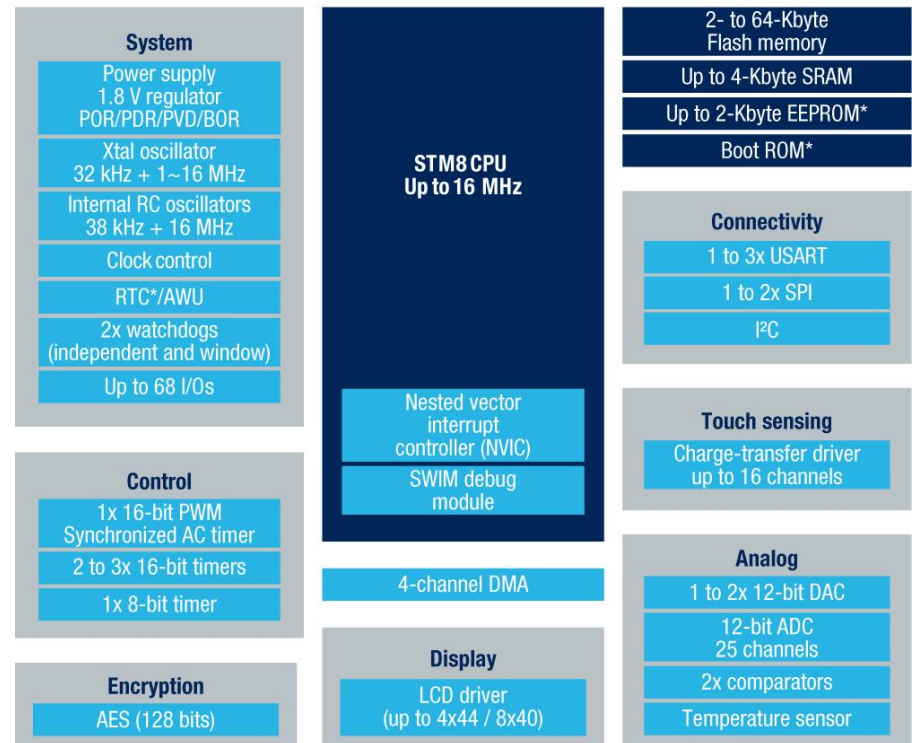 System
Power supply
1.8 V regulator
POR/PDR/PVD/BOR
Xtal oscillator
32 kHz + 1~16 MHz
Internal RC oscillators
38 kHz + 16 MHz
Clock control
RTC*/AWU
2x watchdogs
(independent and window)
Up to 68 I/Os
Control
1x 16-bit PWM
Synchronized AC timer
2 to 3x 16-bit timers
1x 8-bit timer
Encryption
AES (128 bits)
STM8 CPU
Up to 16 MHz
Nested vector
interrupt
controller (NVIC)
SWIM debug
module
4-channel DMA
Display
LCD driver
(up to 4x44 / 8x40)
2- to 64-Kbyte
Flash memory
Up to 4-Kbyte SRAM
Up to 2-Kbyte EEPROM*
Boot ROM*
Connectivity
1 to 3x USART
1 to 2x SPI
I²C
Touch sensing
Charge-transfer driver
up to 16 channels
Analog
1 to 2x 12-bit DAC
12-bit ADC
25 channels
2x comparators
Temperature sensor